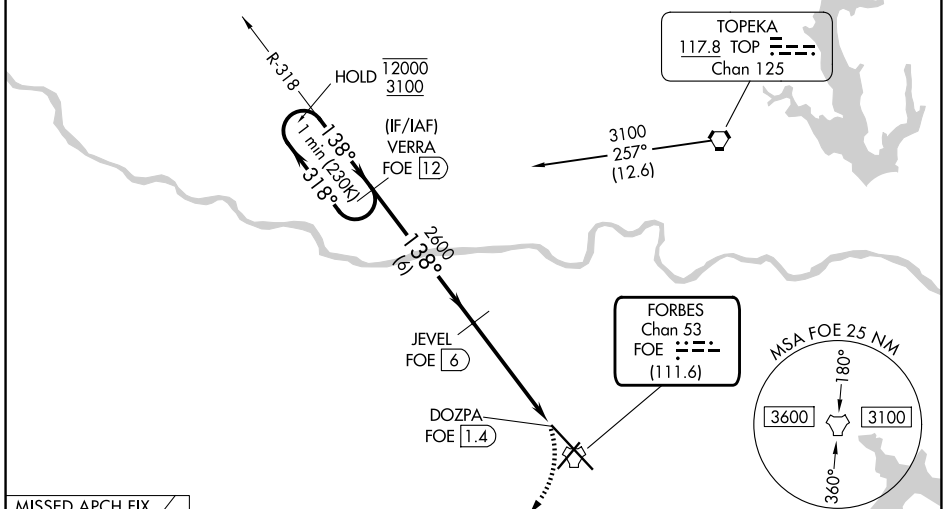 TOPEKA
117.8 TOP
Chan 125
R-318
HOLD 12000
3100
1 min (230K)
138°
318°
(IF/IAF)
VERRA
FOE 12
3100
257°
(12.6)
2600
138°
(6)
JEVEL
FOE 6
FORBES
Chan 53
FOE
(111.6)
DOZPA
FOE 1.4
MSA FOE 25 NM
180°
3600
3100
360°
MISSED APCH FIX